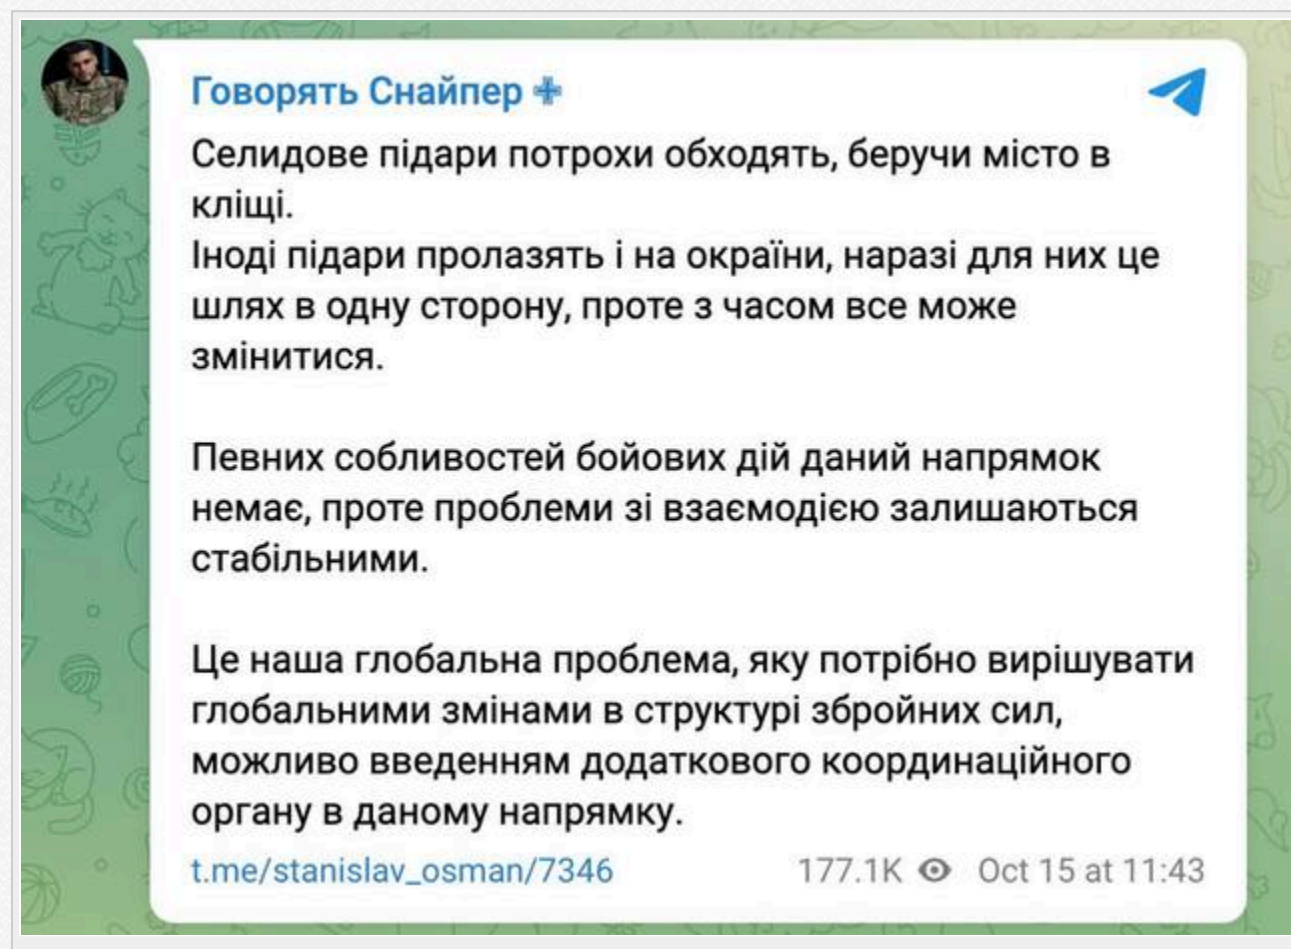 Говорять Снайпер
Селидове підари потрохи обходять, беручи місто в
кліщі.
Іноді підари пролазять і на окраїни, наразі для них це
шлях в одну сторону, проте з часом все може
змінитися.
Певних собливостей бойових дій даний напрямок
немає, проте проблеми зі взаємодією залишаються
стабільними.
Це наша глобальна проблема, яку потрібно вирішувати
глобальними змінами в структурі збройних сил,
можливо введенням додаткового координаційного
органу в даному напрямку.
t.me/stanislav_osman/7346 177.1K Oct 15 at 11:43